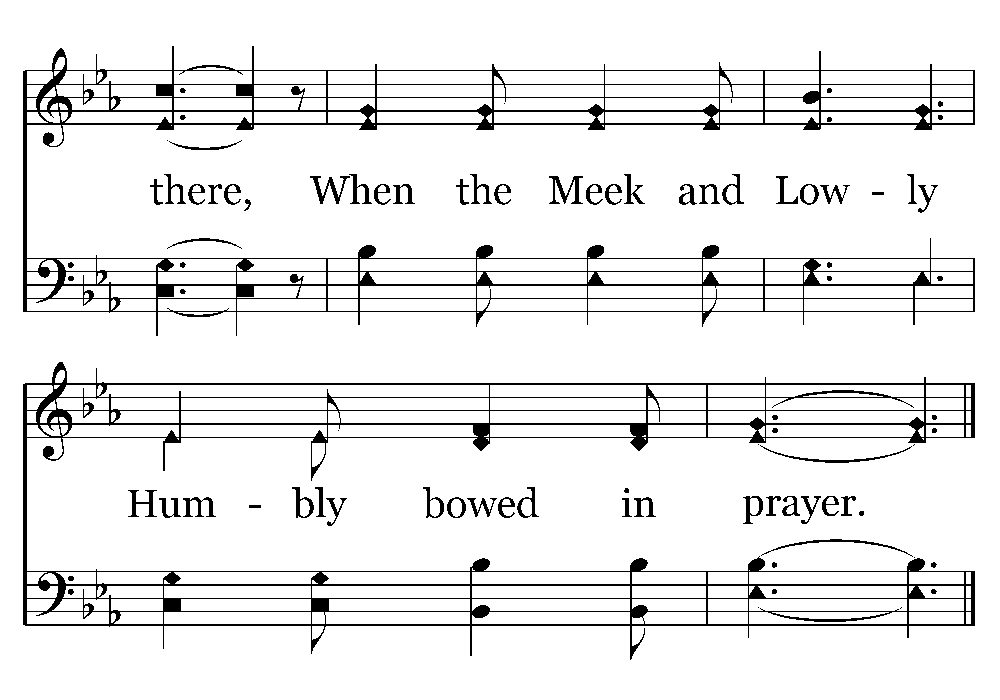 there, When the Meek and Low - ly
Hum - bly bowed in prayer.